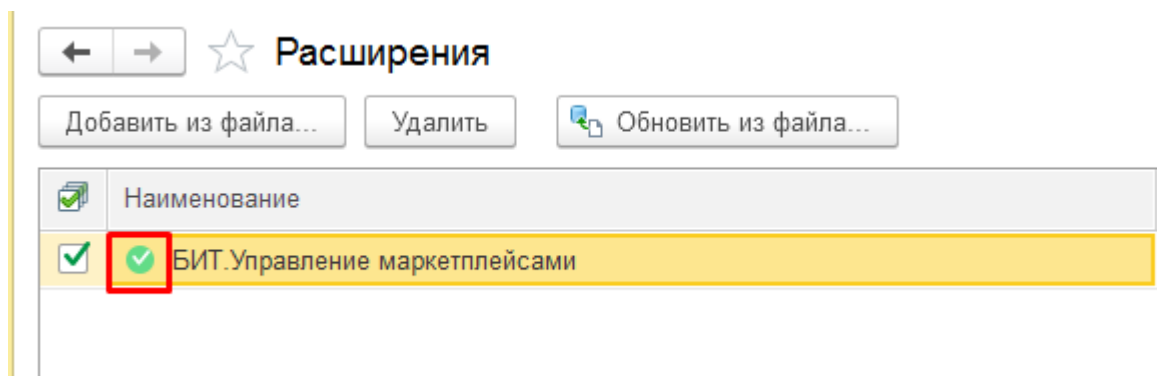 Расширения
Добавить из файла... Удалить Обновить из файла...
Наименование
БИТ.Управление маркетплейсами